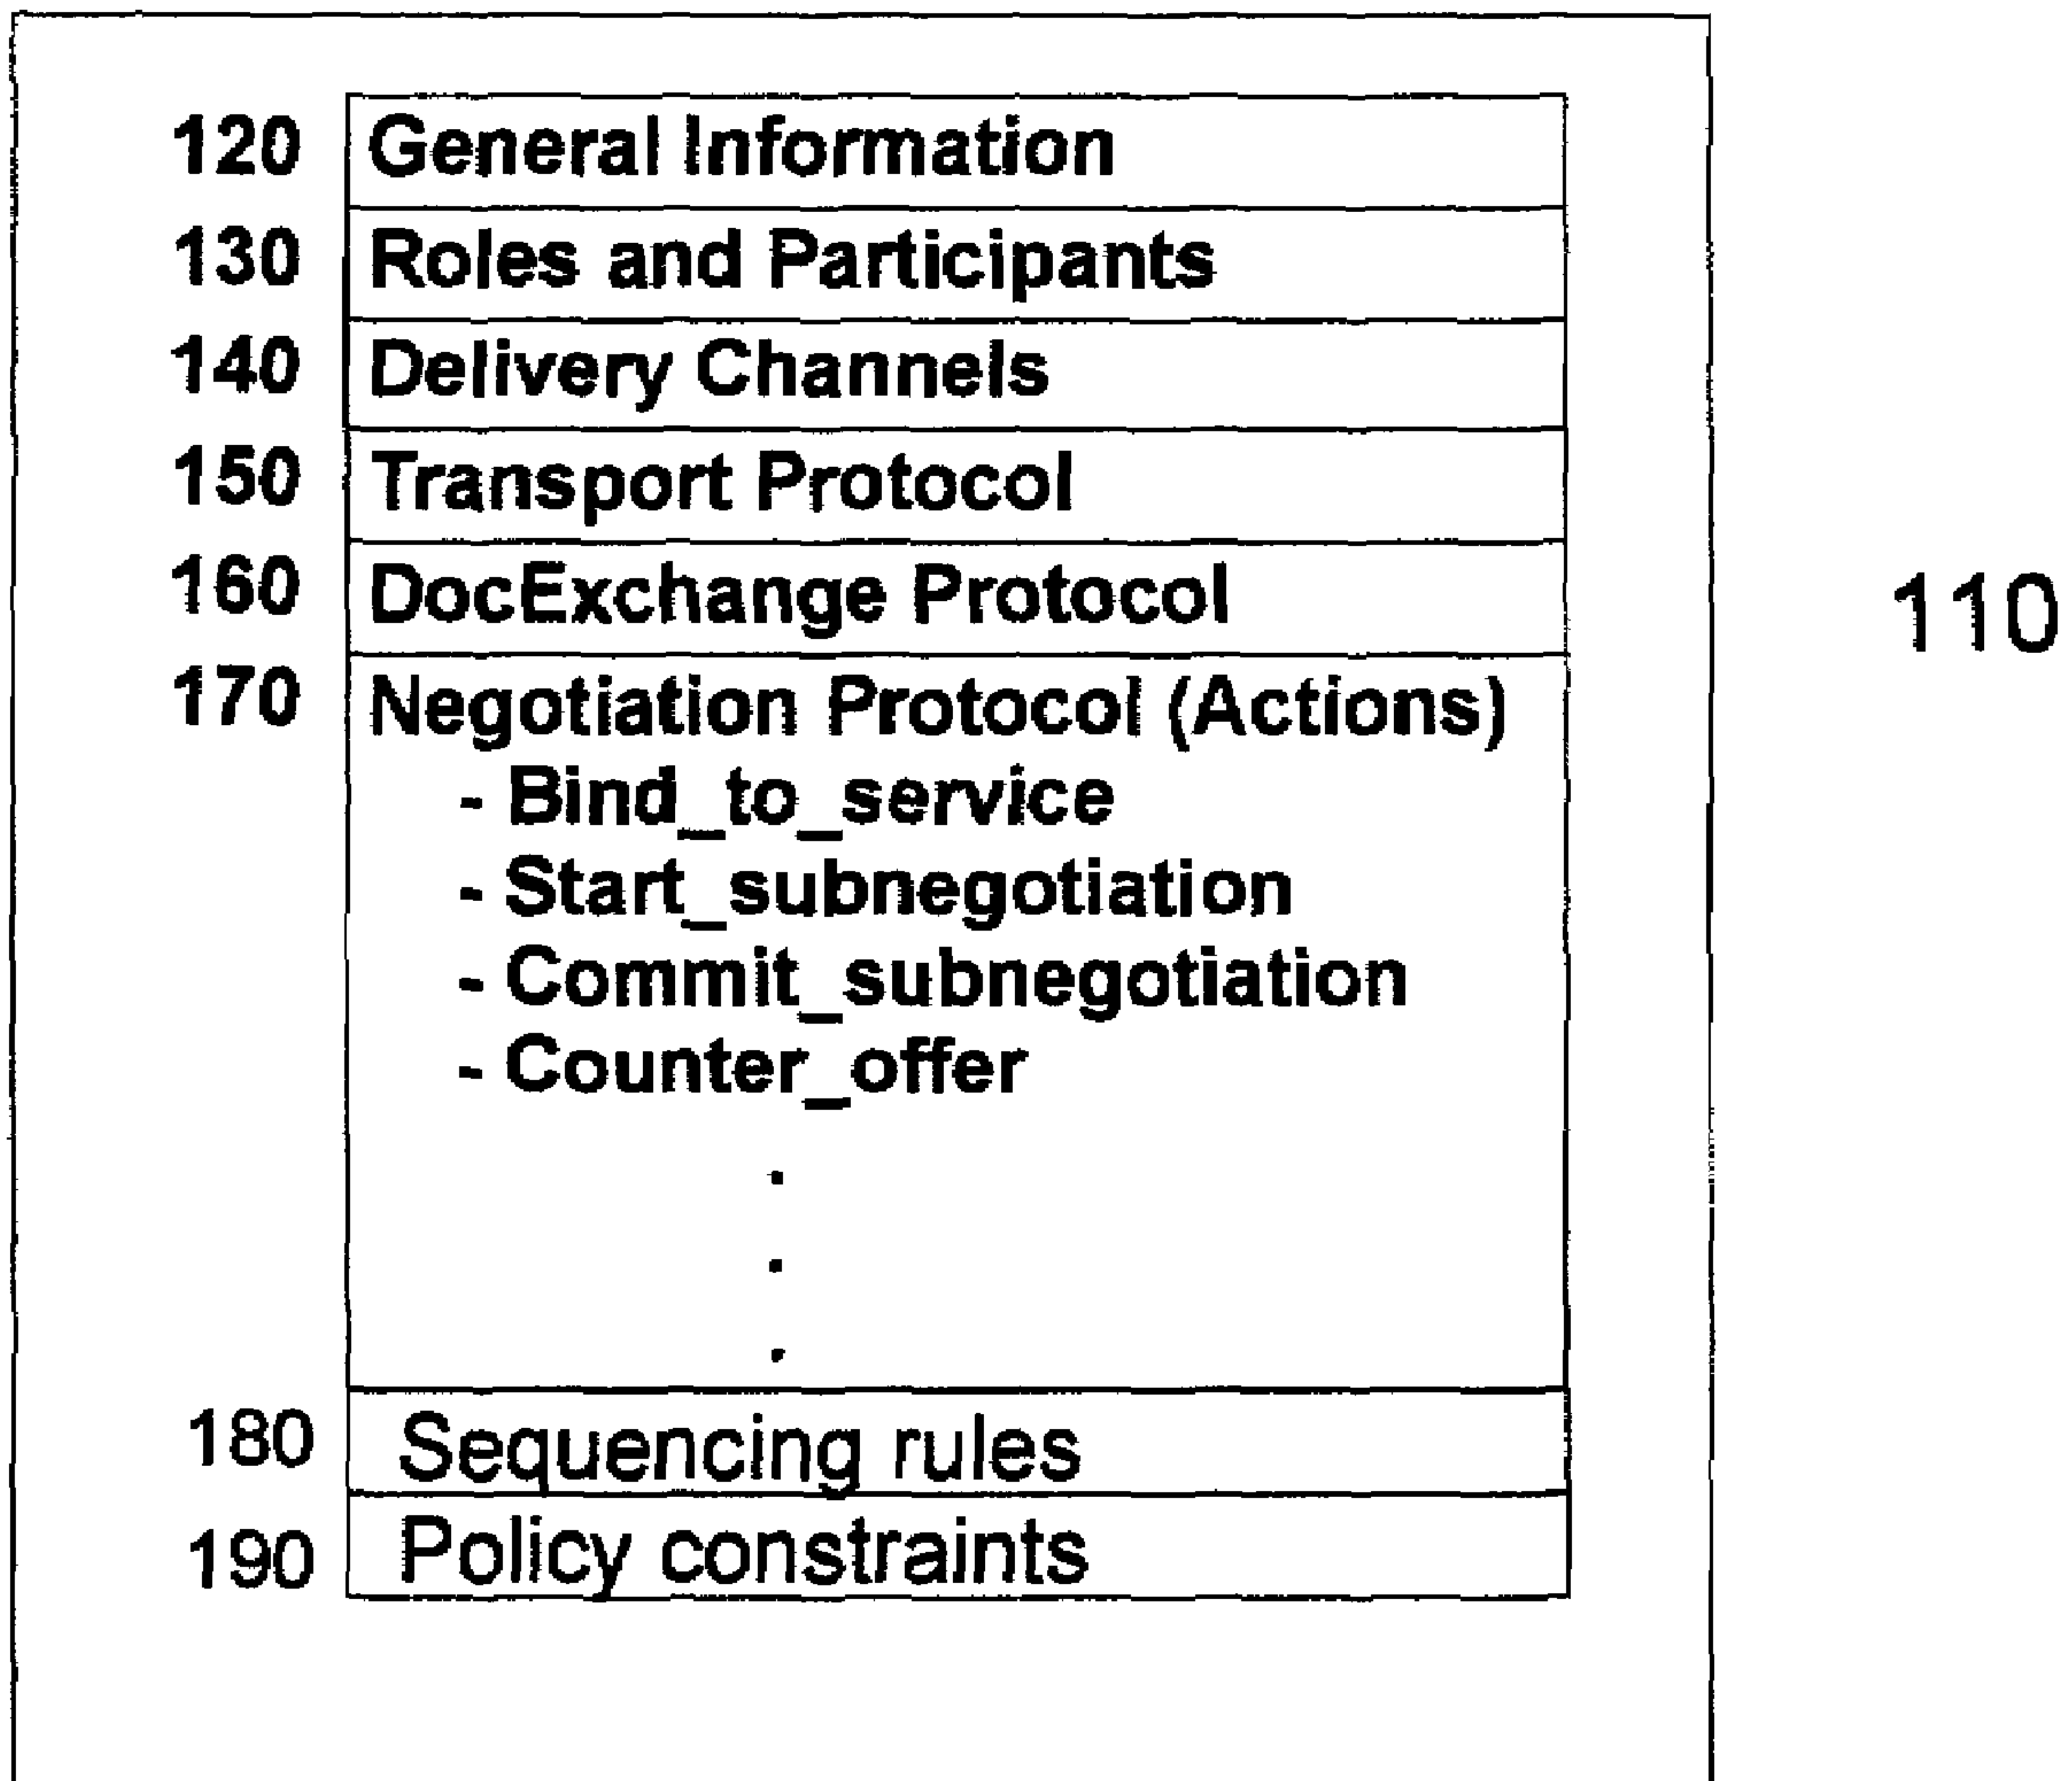 120 General Information
130 Roles and Participants
140 Delivery Channels
150 Transport Protocol
160 DocExchange Protocol
110
170 Negotiation Protocol (Actions)
- Bind_to_service
- Start_subnegotiation
- Commit_subnegotiation
- Counter_offer
.
.
.
180 Sequencing rules
190 Policy constraints